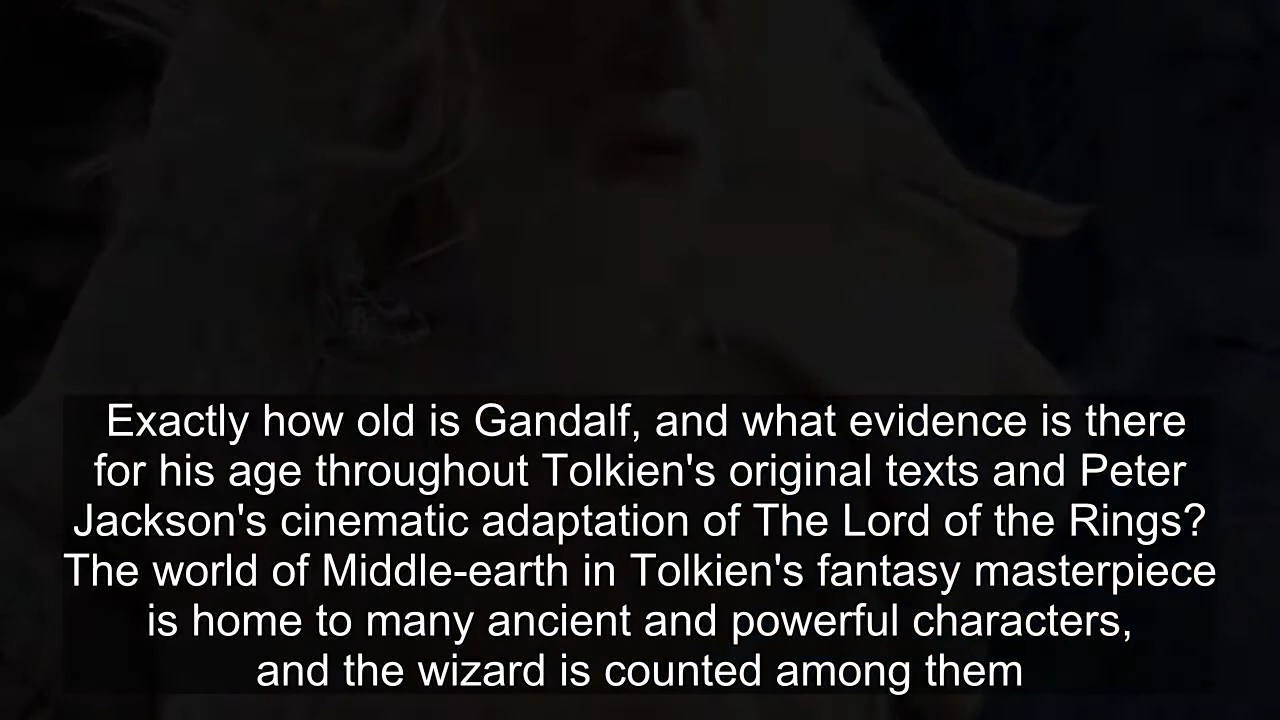 Exactly how old is Gandalf, and what evidence is there
for his age throughout Tolkien's original texts and Peter
Jackson's cinematic adaptation of The Lord of the Rings?
The world of Middle-earth in Tolkien's fantasy masterpiece
is home to many ancient and powerful characters,
and the wizard is counted among them